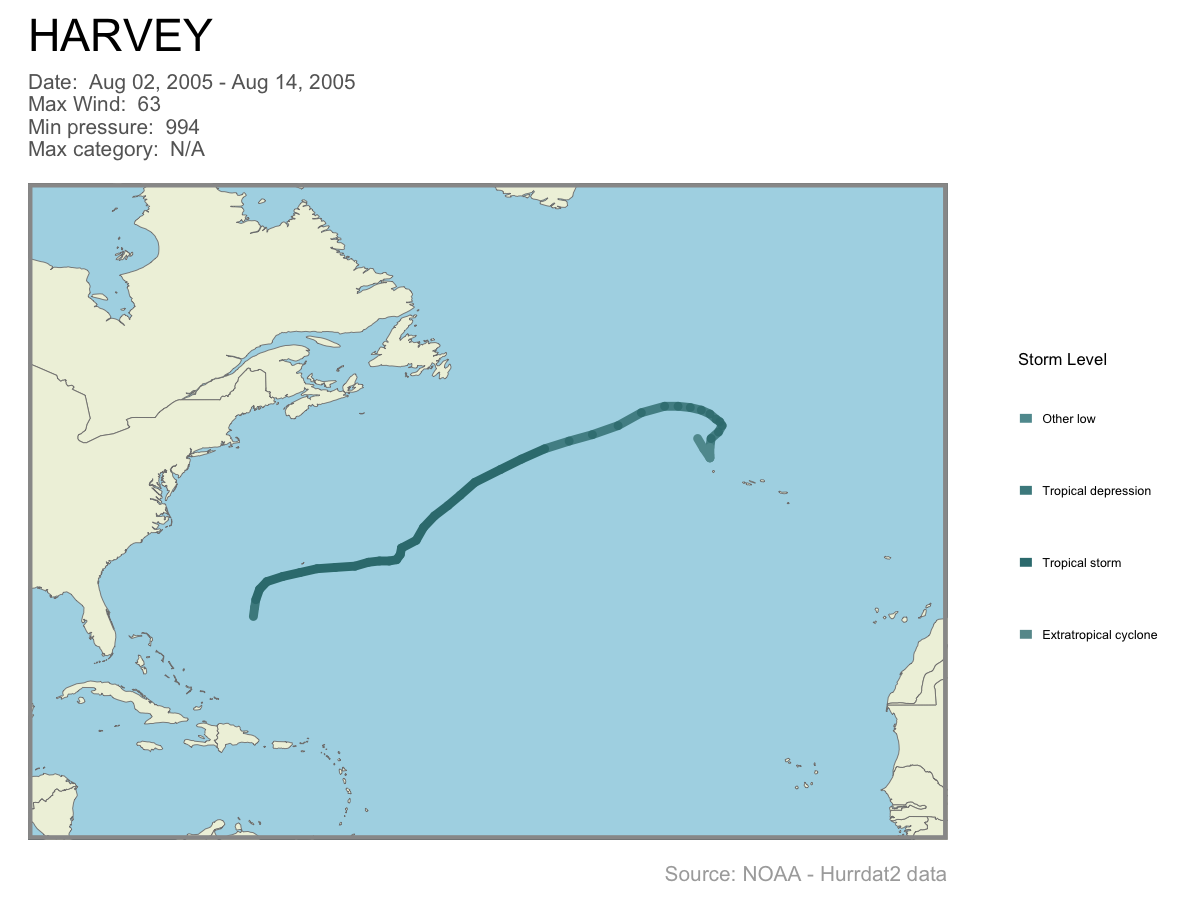 HARVEY
Date:  Aug 02, 2005 - Aug 14, 2005
Max Wind:  63
Min pressure:  994
Max category:  N/A
Storm Level
Other low
Tropical depression
Tropical storm
Extratropical cyclone
Source: NOAA - Hurrdat2 data